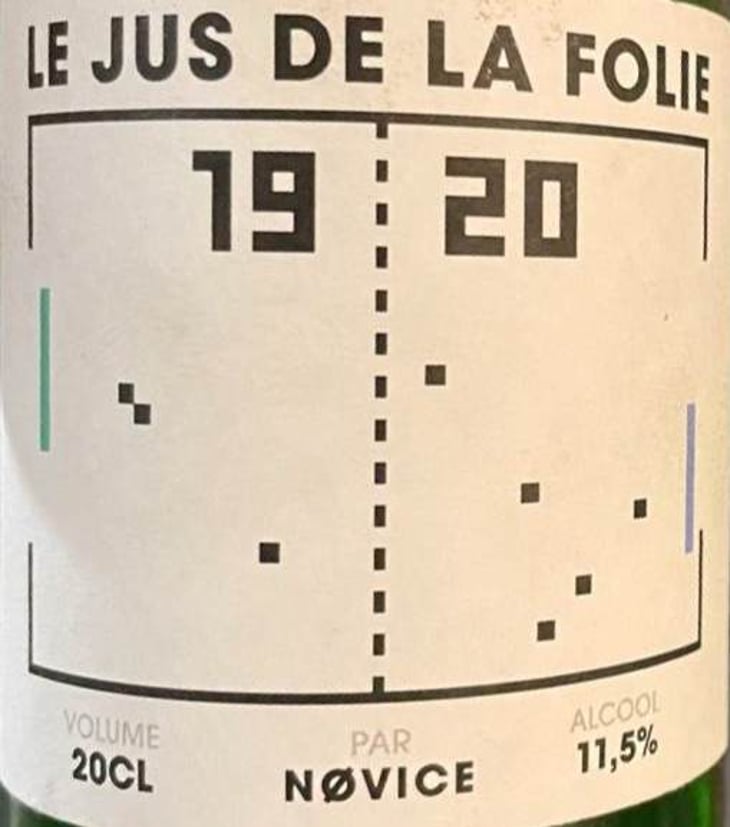 LE JUS DE LA FOLIE
19 20
VOLUME
20CL
PAR
NØVICE
ALCOOL
11,5%